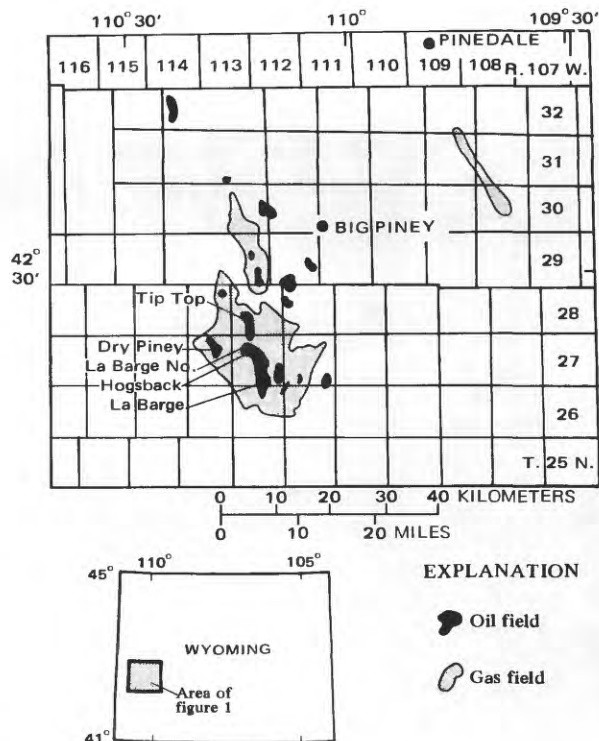 110° 30' 110° 109° 30'
PINEDALE
116 115 114 113 112 111 110 109 108 R. 107 W.
32
31
30
BIG PINEY
29
42° 30'
Tip Top
28
Dry Piney
La Barge No.
27
Hogsback
La Barge
26
T. 25 N.
0 10 20 30 40 KILOMETERS
0 10 20 MILES
110° 105°
45°
WYOMING
Area of
figure 1
41°
EXPLANATION
Oil field
Gas field